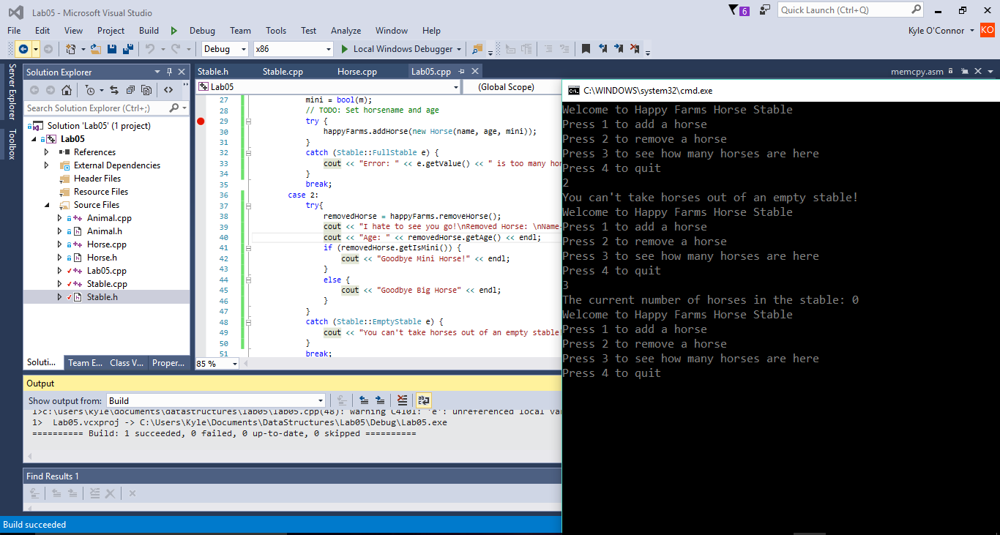 Lab05 - Microsoft Visual Studio
6
Quick Launch (Ctrl+Q)
File Edit View Project Build Debug Team Tools Test Analyze Window Help
Kyle O'Connor KO
Debug x86 Local Windows Debugger
Server Explorer
Toolbox
Solution Explorer
Search Solution Explorer (Ctrl+;)
Solution 'Lab05' (1 project)
Lab05
References
External Dependencies
Header Files
Resource Files
Source Files
Animal.cpp
Animal.h
Horse.cpp
Horse.h
Lab05.cpp
Stable.cpp
Stable.h
Soluti... Team E... Class V... Proper...
Stable.h Stable.cpp Horse.cpp Lab05.cpp
memcpy.asm
Lab05 (Global Scope)
27 mini = bool(m);
28 // TODO: Set horsename and age
29 try {
30 happyFarms.addHorse(new Horse(name, age, mini));
31 }
32 catch (Stable::FullStable e) {
33 cout << "Error: " << e.getValue() << " is too many hor
34 }
35 break;
36 case 2:
37 try{
38 removedHorse = happyFarms.removeHorse();
39 cout << "I hate to see you go!\nRemoved Horse: \nName-
40 cout << "Age: " << removedHorse.getAge() << endl;
41 if (removedHorse.getIsMini()) {
42 cout << "Goodbye Mini Horse!" << endl;
43 }
44 else {
45 cout << "Goodbye Big Horse" << endl;
46 }
47 }
48 catch (Stable::EmptyStable e) {
49 cout << "You can't take horses out of an empty stable!
50 }
51 break;
85 %
C:\WINDOWS\system32\cmd.exe
Welcome to Happy Farms Horse Stable
Press 1 to add a horse
Press 2 to remove a horse
Press 3 to see how many horses are here
Press 4 to quit
2
You can't take horses out of an empty stable!
Welcome to Happy Farms Horse Stable
Press 1 to add a horse
Press 2 to remove a horse
Press 3 to see how many horses are here
Press 4 to quit
3
The current number of horses in the stable: 0
Welcome to Happy Farms Horse Stable
Press 1 to add a horse
Press 2 to remove a horse
Press 3 to see how many horses are here
Press 4 to quit
Output
Show output from: Build
1>c:\users\kyle\documents\datastructures\lab05\lab05.cpp(48): warning C4101: 'e': unreferenced local va
1> Lab05.vcxproj -> C:\Users\Kyle\Documents\DataStructures\Lab05\Debug\Lab05.exe
========== Build: 1 succeeded, 0 failed, 0 up-to-date, 0 skipped ==========
Find Results 1
Build succeeded